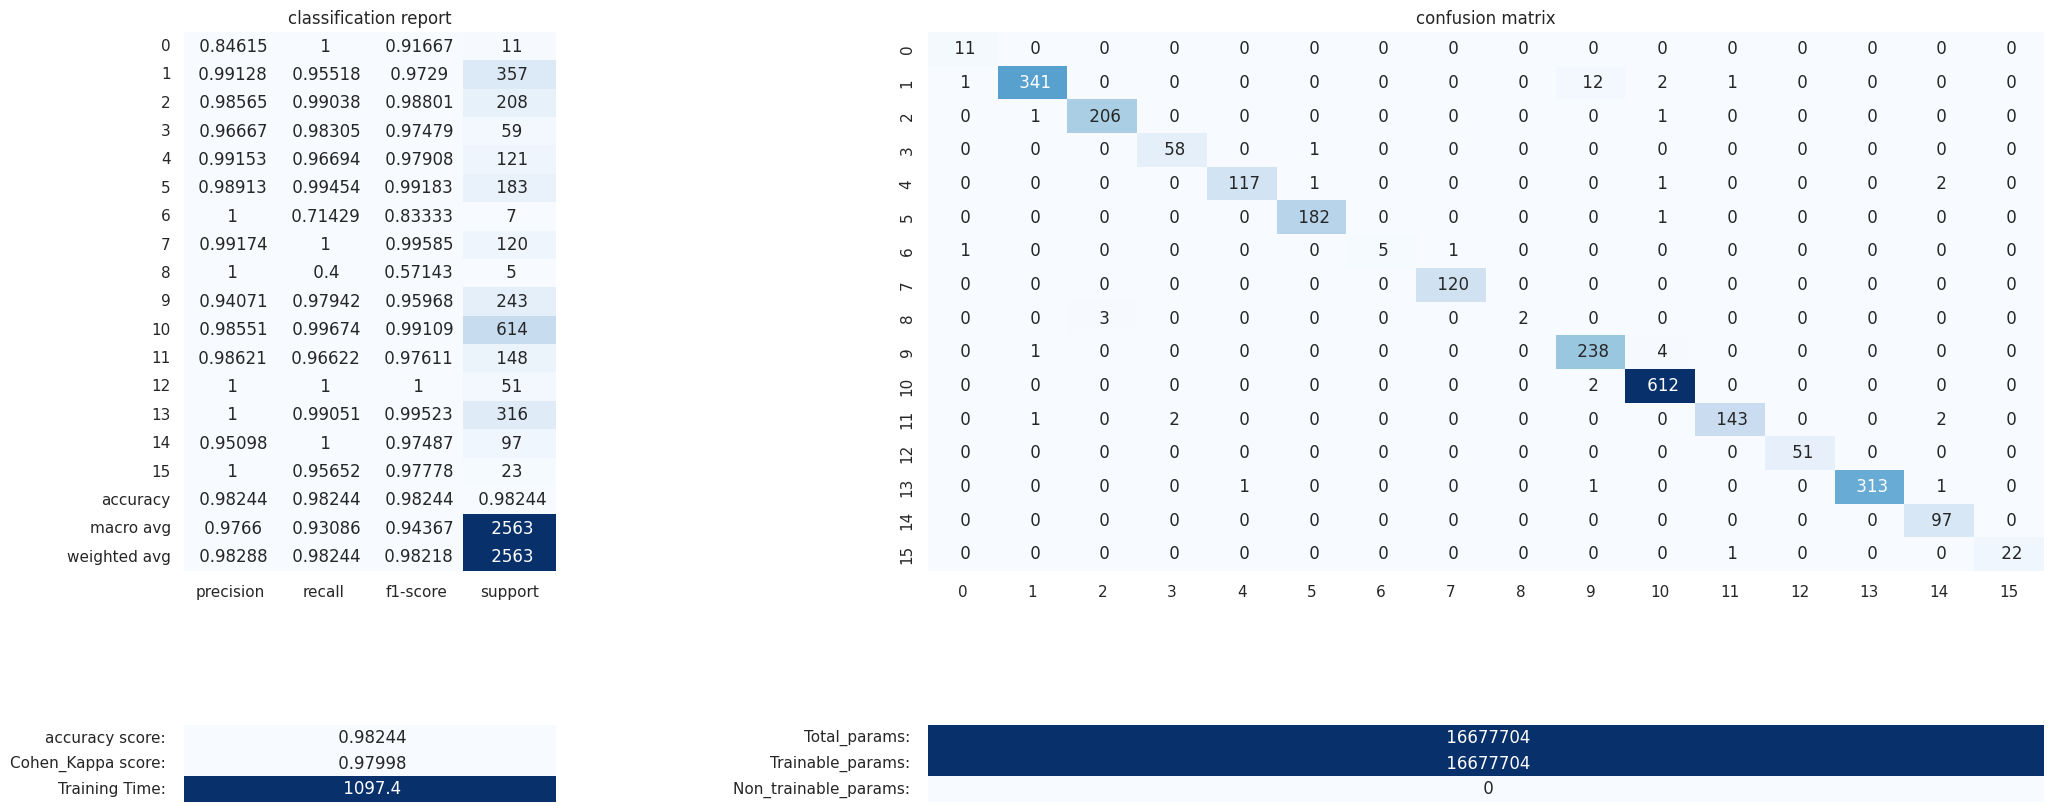 classification report
0 0.84615 1 0.91667 11
1 0.99128 0.95518 0.9729 357
2 0.98565 0.99038 0.98801 208
3 0.96667 0.98305 0.97479 59
4 0.99153 0.96694 0.97908 121
5 0.98913 0.99454 0.99183 183
6 1 0.71429 0.83333 7
7 0.99174 1 0.99585 120
8 1 0.4 0.57143 5
9 0.94071 0.97942 0.95968 243
10 0.98551 0.99674 0.99109 614
11 0.98621 0.96622 0.97611 148
12 1 1 1 51
13 1 0.99051 0.99523 316
14 0.95098 1 0.97487 97
15 1 0.95652 0.97778 23
accuracy 0.98244 0.98244 0.98244 0.98244
macro avg 0.9766 0.93086 0.94367 2563
weighted avg 0.98288 0.98244 0.98218 2563
precision recall f1-score support
confusion matrix
0 11 0 0 0 0 0 0 0 0 0 0 0 0 0 0 0
1 1 341 0 0 0 0 0 0 0 12 2 1 0 0 0 0
2 0 1 206 0 0 0 0 0 0 0 1 0 0 0 0 0
3 0 0 0 58 0 1 0 0 0 0 0 0 0 0 0 0
4 0 0 0 0 117 1 0 0 0 0 1 0 0 0 2 0
5 0 0 0 0 0 182 0 0 0 0 1 0 0 0 0 0
6 1 0 0 0 0 0 5 1 0 0 0 0 0 0 0 0
7 0 0 0 0 0 0 0 120 0 0 0 0 0 0 0 0
8 0 0 3 0 0 0 0 0 2 0 0 0 0 0 0 0
9 0 1 0 0 0 0 0 0 0 238 4 0 0 0 0 0
10 0 0 0 0 0 0 0 0 0 2 612 0 0 0 0 0
11 0 1 0 2 0 0 0 0 0 0 0 143 0 0 2 0
12 0 0 0 0 0 0 0 0 0 0 0 0 51 0 0 0
13 0 0 0 0 1 0 0 0 0 1 0 0 0 313 1 0
14 0 0 0 0 0 0 0 0 0 0 0 0 0 0 97 0
15 0 0 0 0 0 0 0 0 0 0 0 1 0 0 0 22
0 1 2 3 4 5 6 7 8 9 10 11 12 13 14 15
accuracy score: 0.98244
Cohen_Kappa score: 0.97998
Training Time: 1097.4
Total_params: 16677704
Trainable_params: 16677704
Non_trainable_params: 0